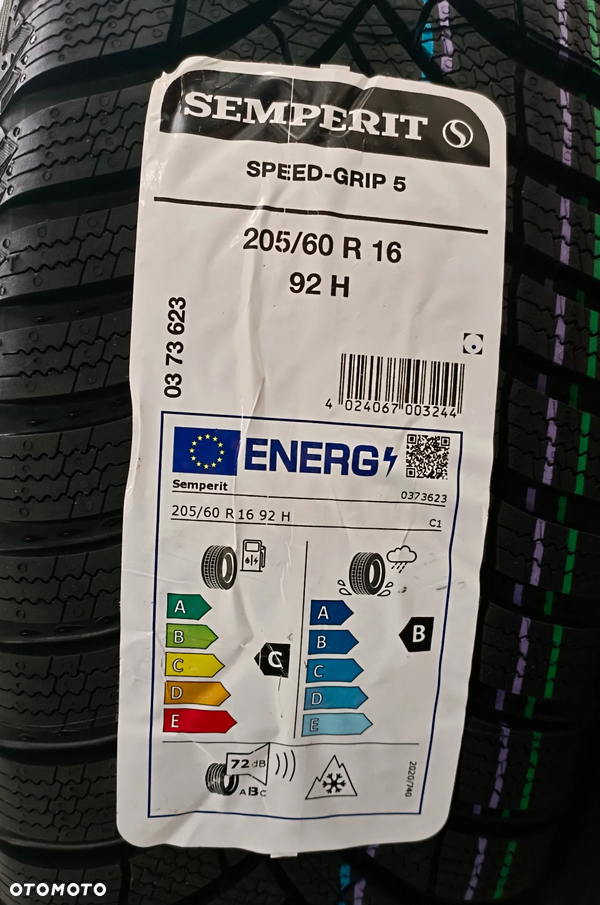 SEMPERIT
SPEED-GRIP 5
205/60 R 16
92 H
03 73 623
4 024067 003244
ENERG
Semperit
0373623
205/60 R 16 92 H
C1
A
B
C
D
E
C
A
B
C
D
E
B
72 dB
ABC
2020/740
OTOMOTO